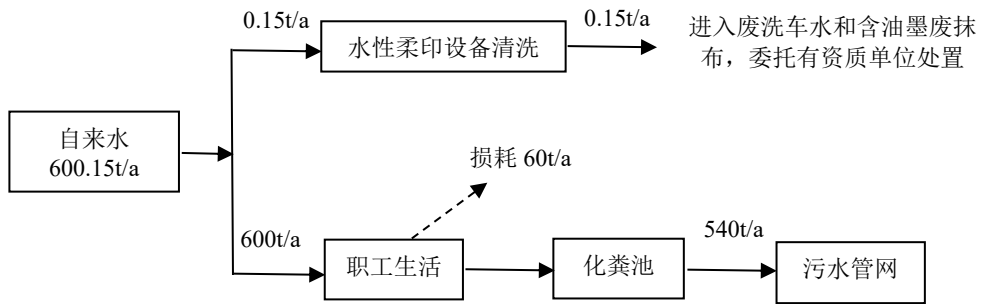 0.15t/a
水性柔印设备清洗
0.15t/a
进入废洗车水和含油墨废抹
布，委托有资质单位处置
自来水
600.15t/a
损耗 60t/a
600t/a
职工生活
化粪池
540t/a
污水管网